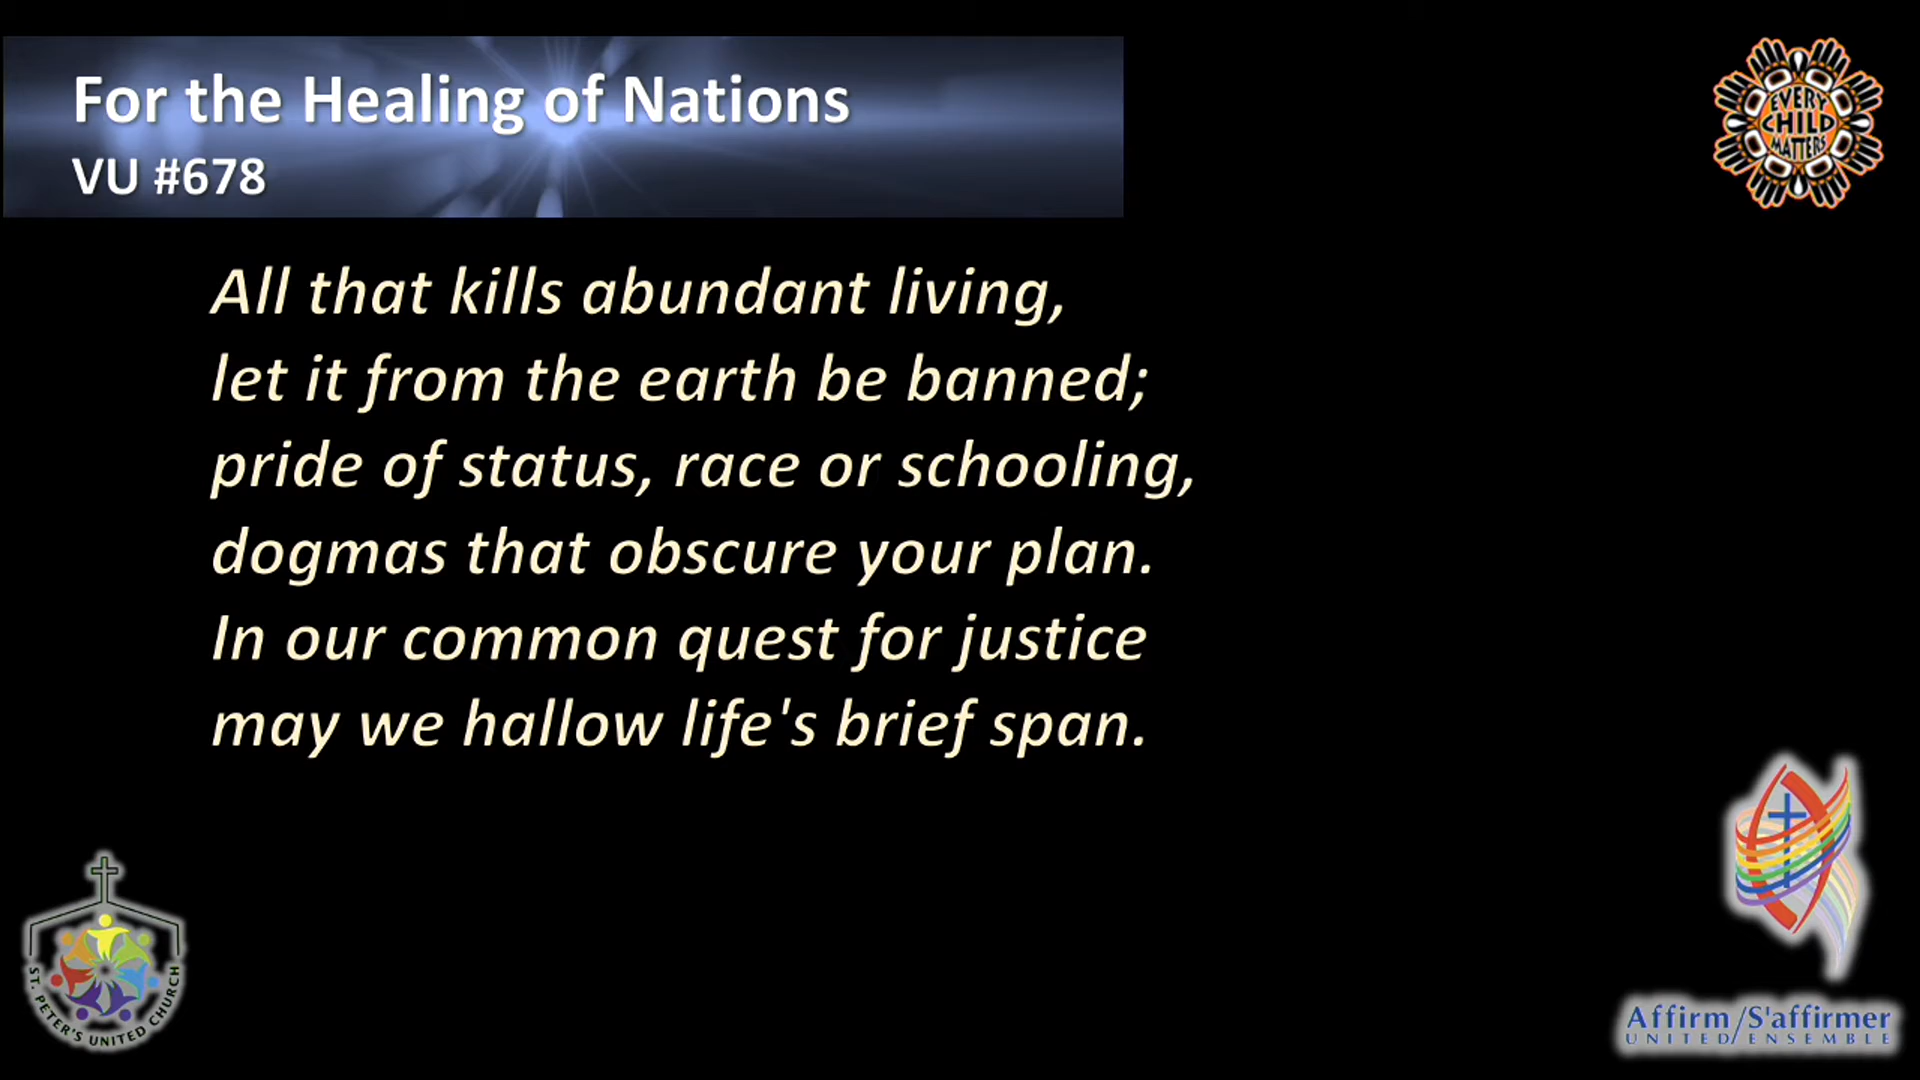 For the Healing of Nations
VU #678
EVERY
CHILD
MATTERS
All that kills abundant living,
let it from the earth be banned;
pride of status, race or schooling,
dogmas that obscure your plan.
In our common quest for justice
may we hallow life's brief span.
ST. PETER'S UNITED CHURCH
Affirm/S'affirmer
UNITED/ENSEMBLE